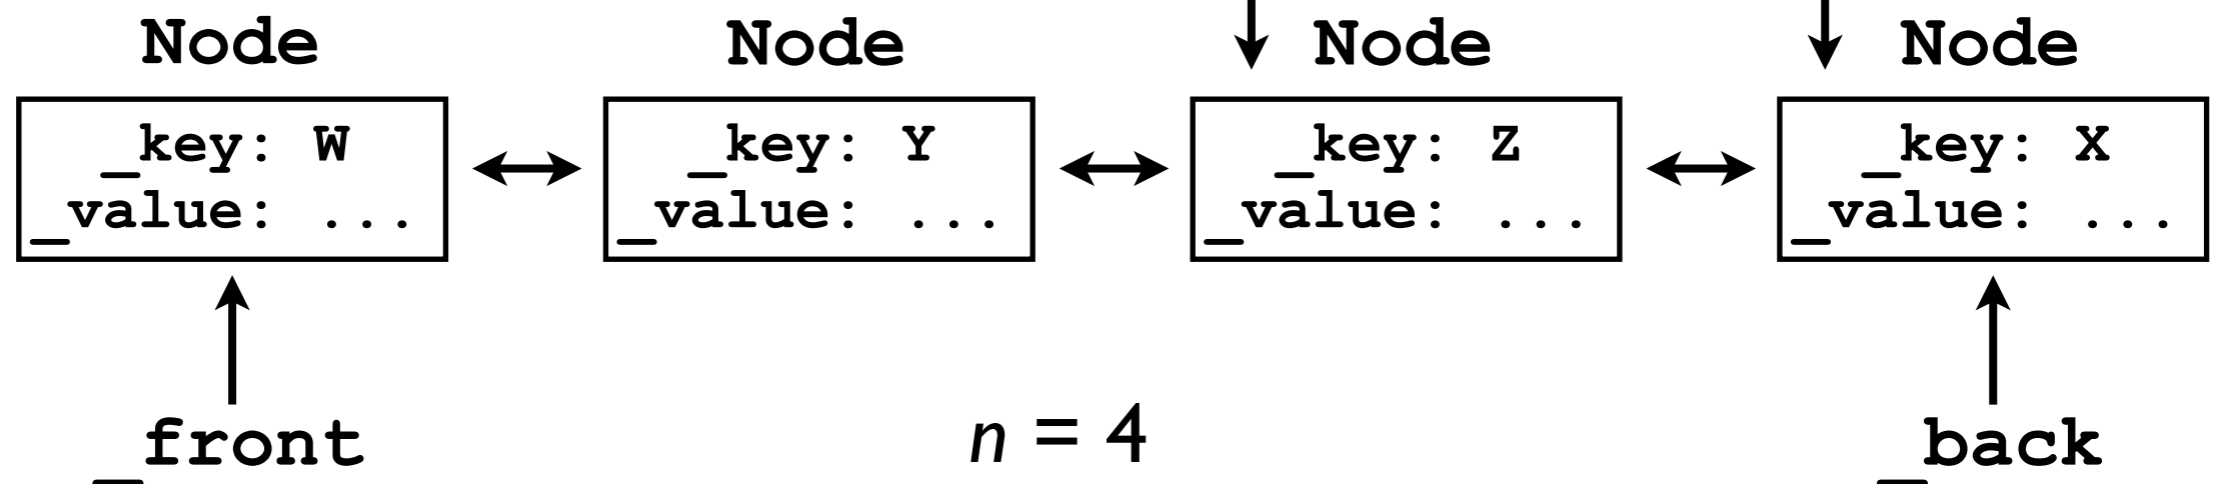 Node Node Node Node
_key: W _key: Y _key: Z _key: X
_value: ... _value: ... _value: ... _value: ...
_front n = 4 _back